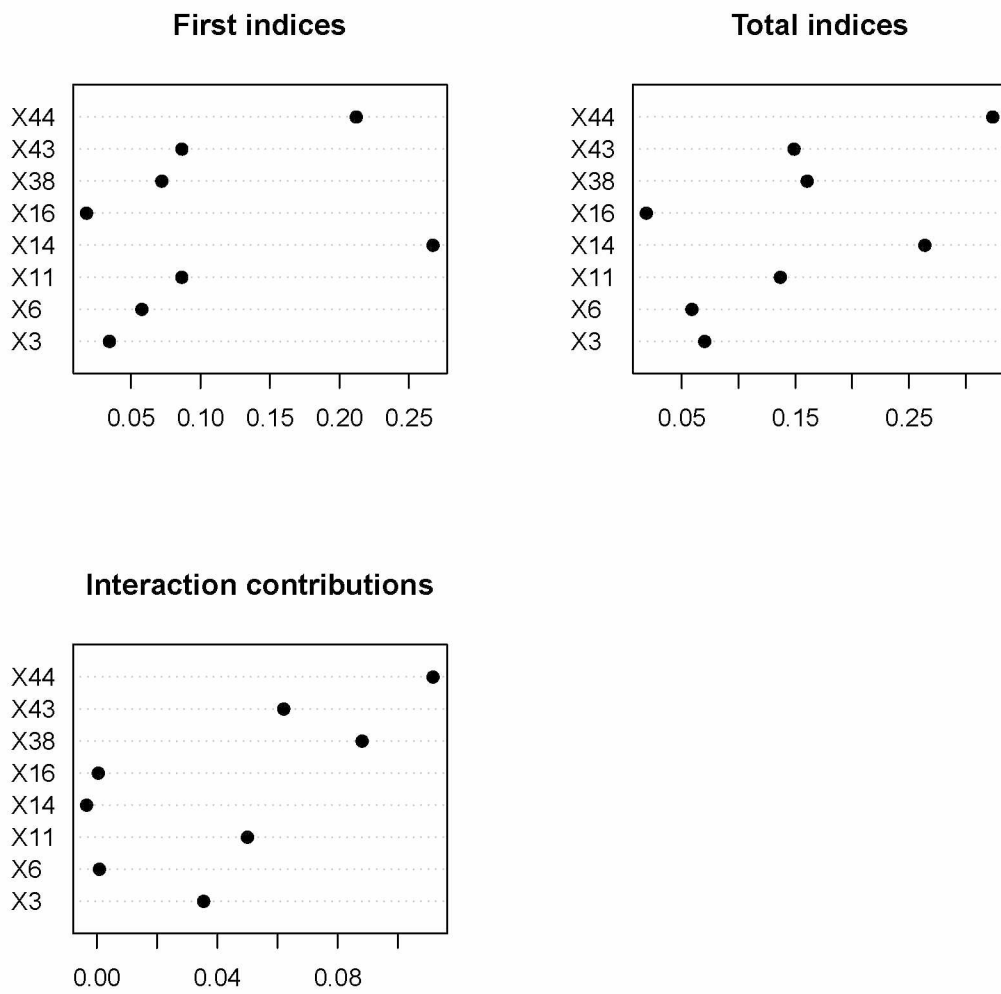 First indices
X44
X43
X38
X16
X14
X11
X6
X3
0.05 0.10 0.15 0.20 0.25
Total indices
X44
X43
X38
X16
X14
X11
X6
X3
0.05 0.15 0.25
Interaction contributions
X44
X43
X38
X16
X14
X11
X6
X3
0.00 0.04 0.08